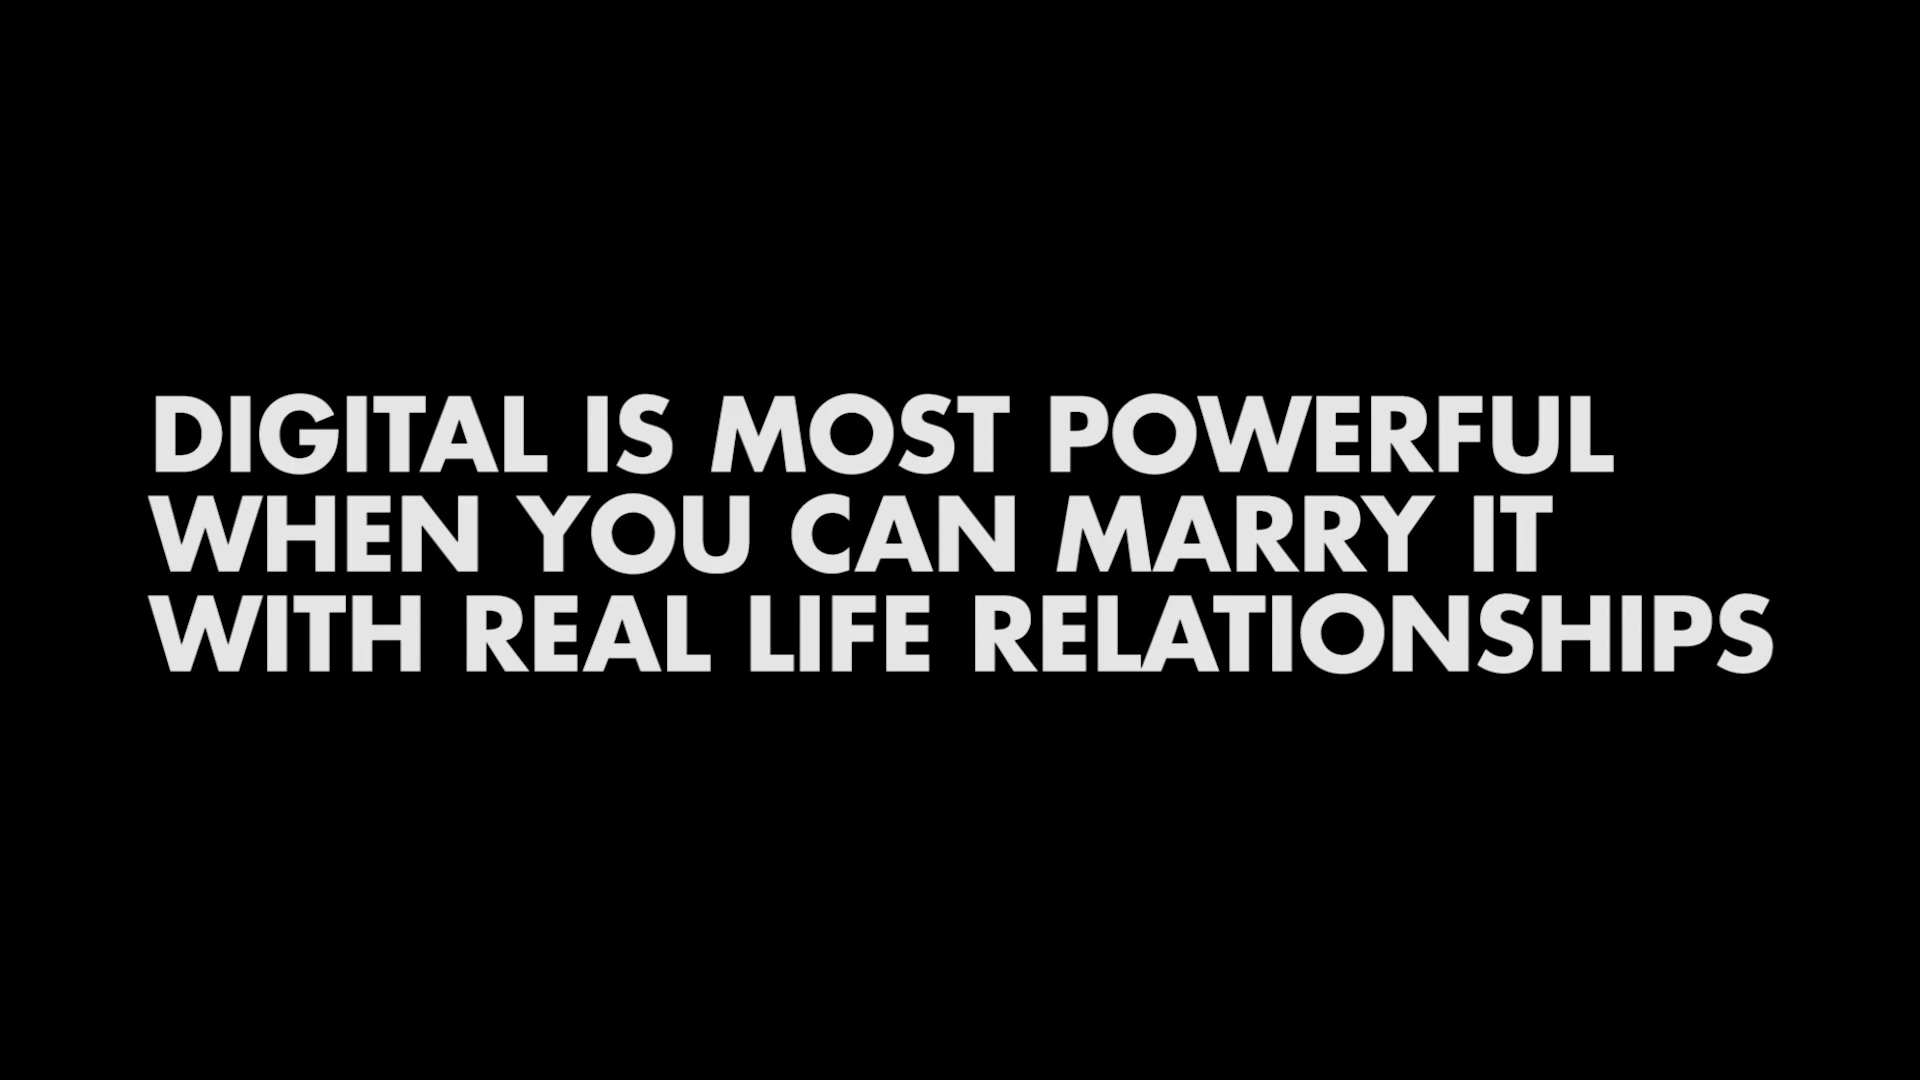 DIGITAL IS MOST POWERFUL
WHEN YOU CAN MARRY IT
WITH REAL LIFE RELATIONSHIPS